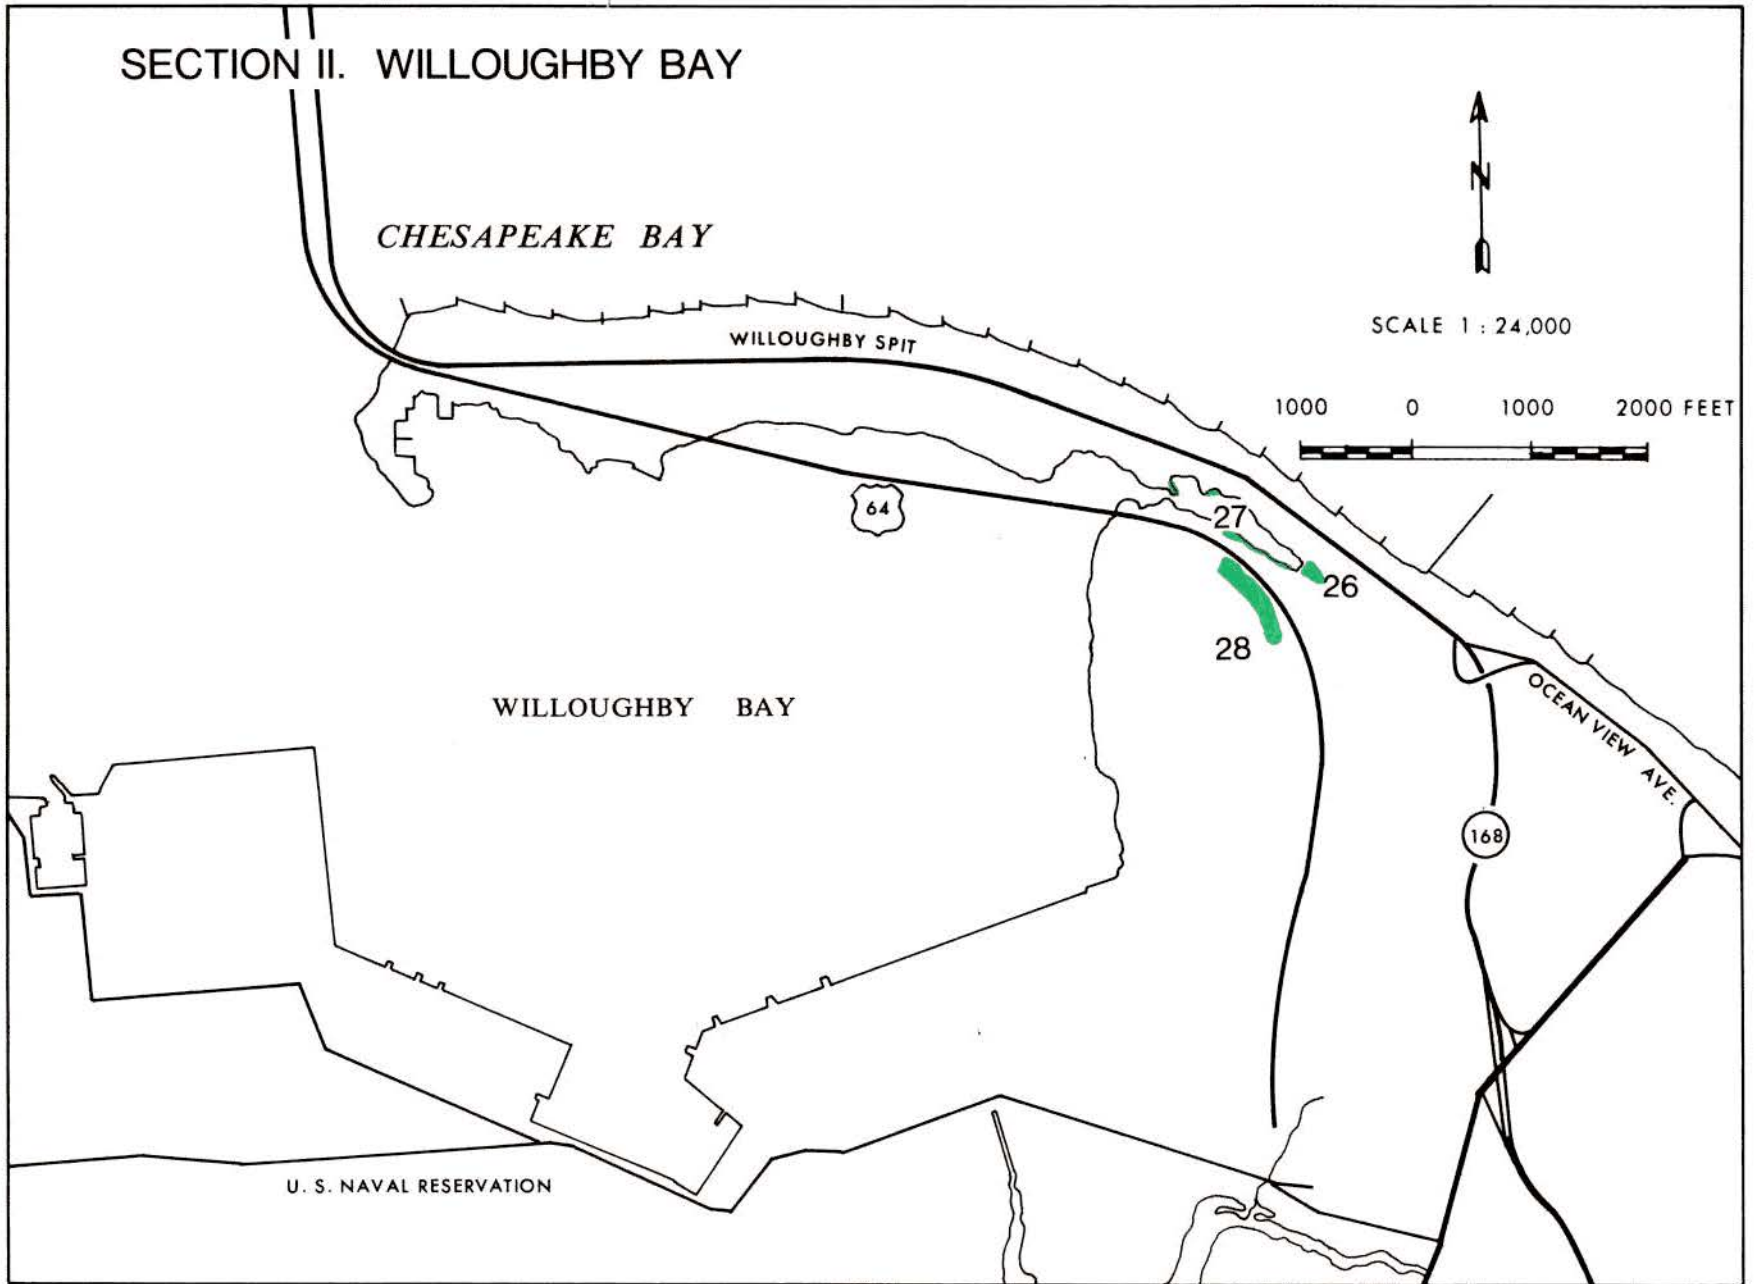 SECTION II. WILLOUGHBY BAY
CHESAPEAKE BAY
N
SCALE 1 : 24,000
WILLOUGHBY SPIT
1000 0 1000 2000 FEET
64
27
26
28
WILLOUGHBY BAY
OCEAN VIEW AVE.
168
U. S. NAVAL RESERVATION